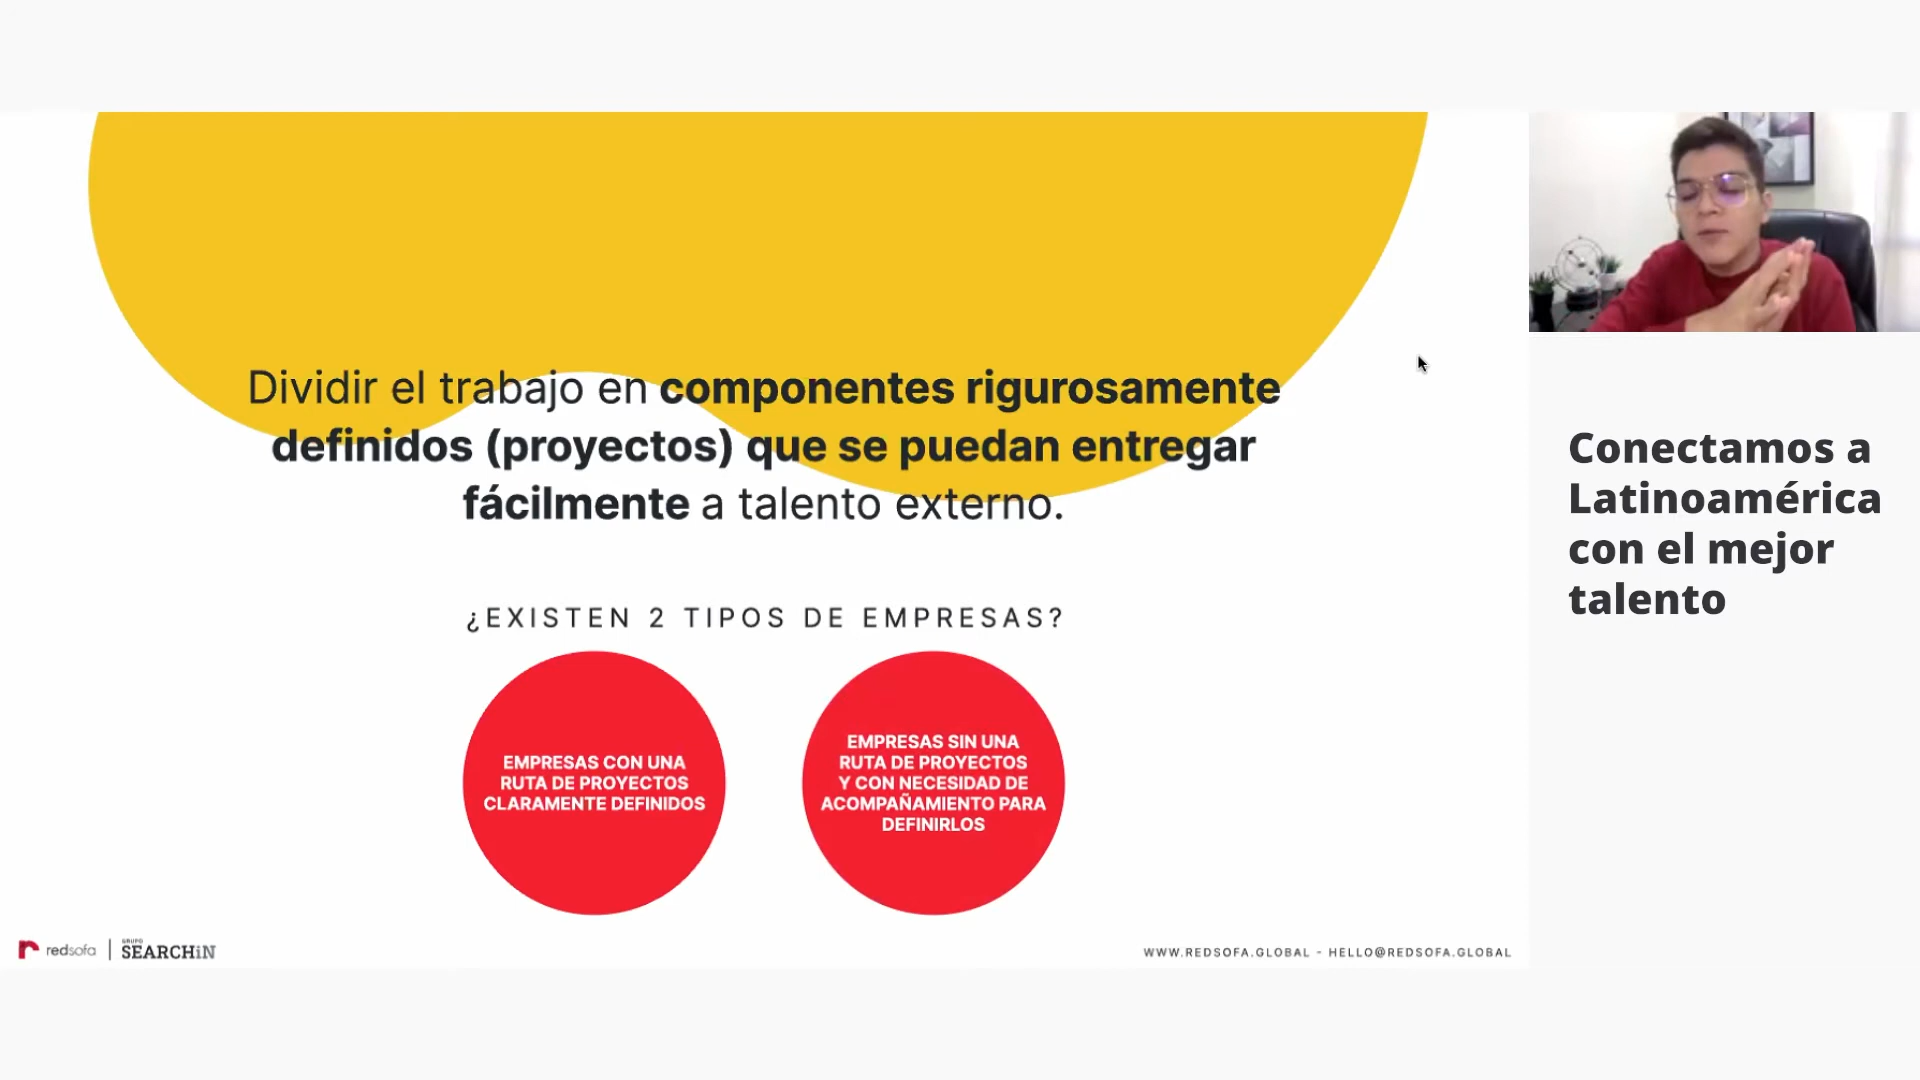 Dividir el trabajo en componentes rigurosamente
definidos (proyectos) que se puedan entregar
fácilmente a talento externo.
¿EXISTEN 2 TIPOS DE EMPRESAS?
EMPRESAS CON UNA
RUTA DE PROYECTOS
CLARAMENTE DEFINIDOS
EMPRESAS SIN UNA
RUTA DE PROYECTOS
Y CON NECESIDAD DE
ACOMPAÑAMIENTO PARA
DEFINIRLOS
redsofa
GRUPO
SEARCHiN
WWW.REDSOFA.GLOBAL - HELLO@REDSOFA.GLOBAL
Conectamos a
Latinoamérica
con el mejor
talento